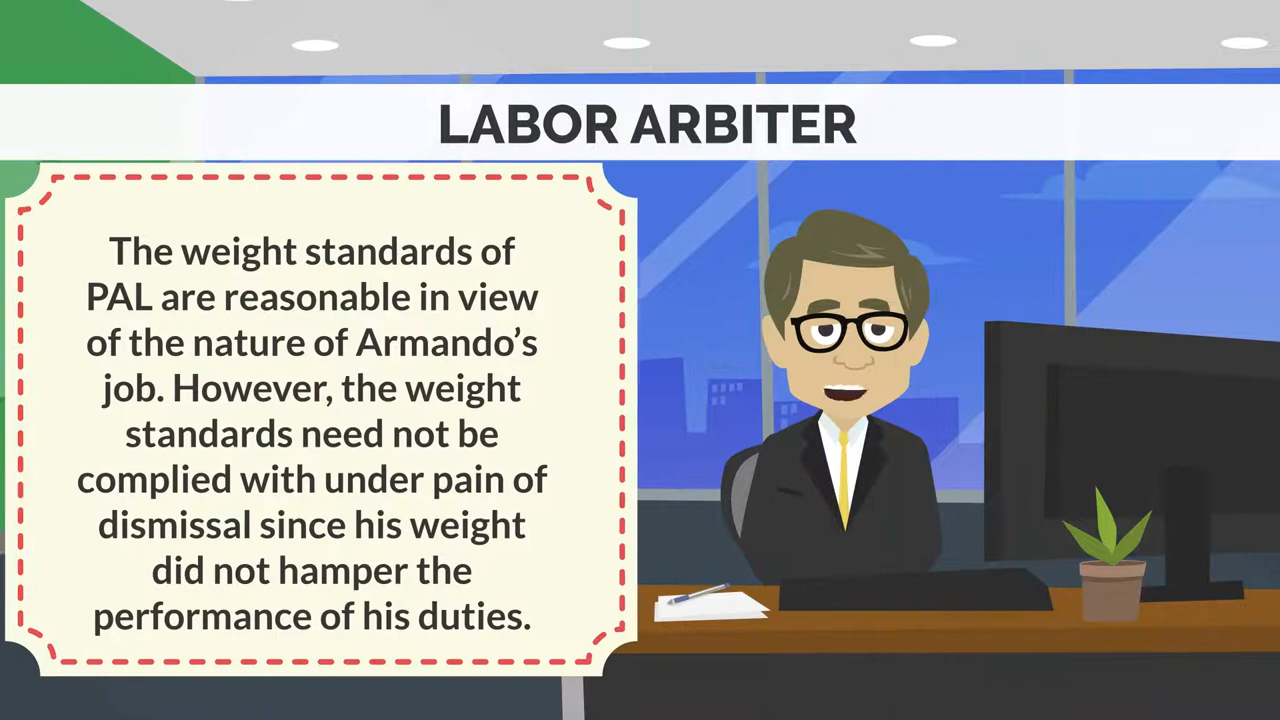 LABOR ARBITER
The weight standards of
PAL are reasonable in view
of the nature of Armando’s
job. However, the weight
standards need not be
complied with under pain of
dismissal since his weight
did not hamper the
performance of his duties.